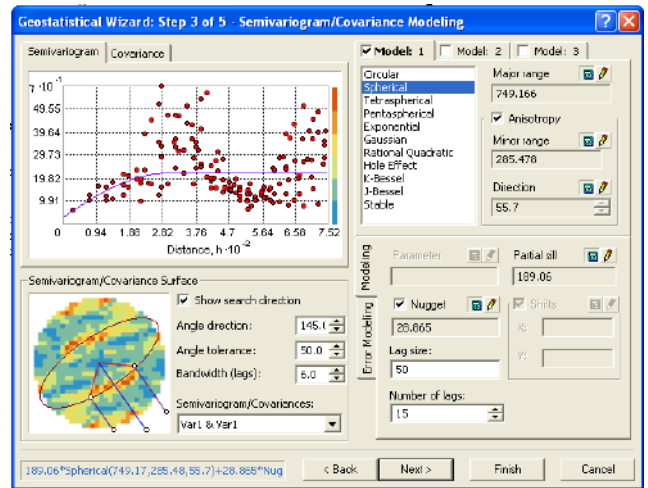 Geostatistical Wizard: Step 3 of 5 - Semivariogram/Covariance Modeling
Semivariogram Covariance
γ·10⁻¹
49.55
39.64
29.73
19.82
9.91
0 0.94 1.88 2.82 3.76 4.7 5.64 6.58 7.52
Distance, h·10⁻²
Semivariogram/Covariance Surface
Show search direction
Angle direction: 145.0
Angle tolerance: 50.0
Bandwidth (lags): 6.0
Semivariogram/Covariances:
Var1 & Var1
Model: 1 Model: 2 Model: 3
Circular
Spherical
Tetraspherical
Pentaspherical
Exponential
Gaussian
Rational Quadratic
Hole Effect
K-Bessel
J-Bessel
Stable
Major range
749.166
Anisotropy
Minor range
285.478
Direction
55.7
Modeling
Error Modeling
Parameter
Partial sill
189.06
Nugget
28.865
Shifts
X:
Y:
Lag size:
50
Number of lags:
15
189.06*Spherical(749.17,285.48,55.7)+28.865*Nug
< Back Next > Finish Cancel